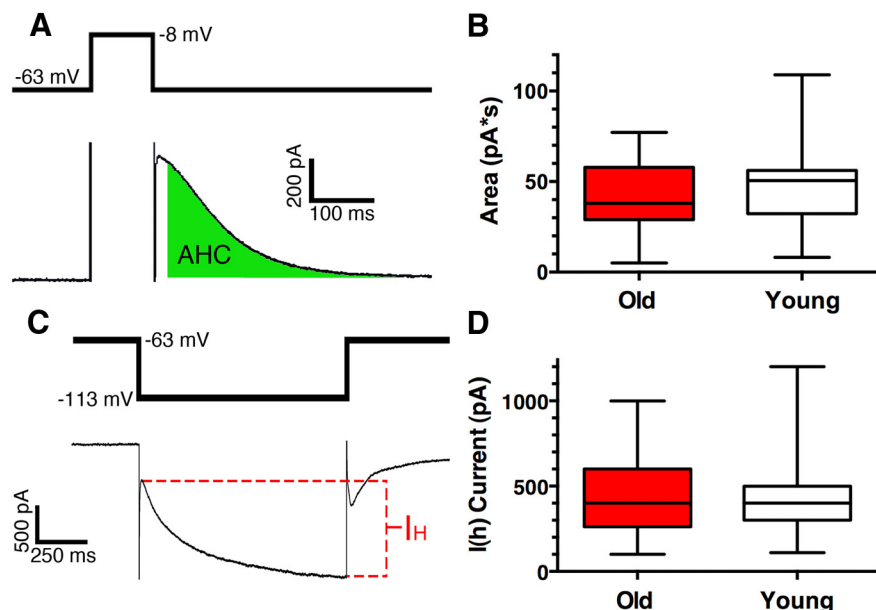 A
-8 mV
-63 mV
200 pA
100 ms
AHC
B
Area (pA*s)
100
50
0
Old Young
C
-63 mV
-113 mV
500 pA
250 ms
IH
D
I(h) Current (pA)
1000
500
0
Old Young